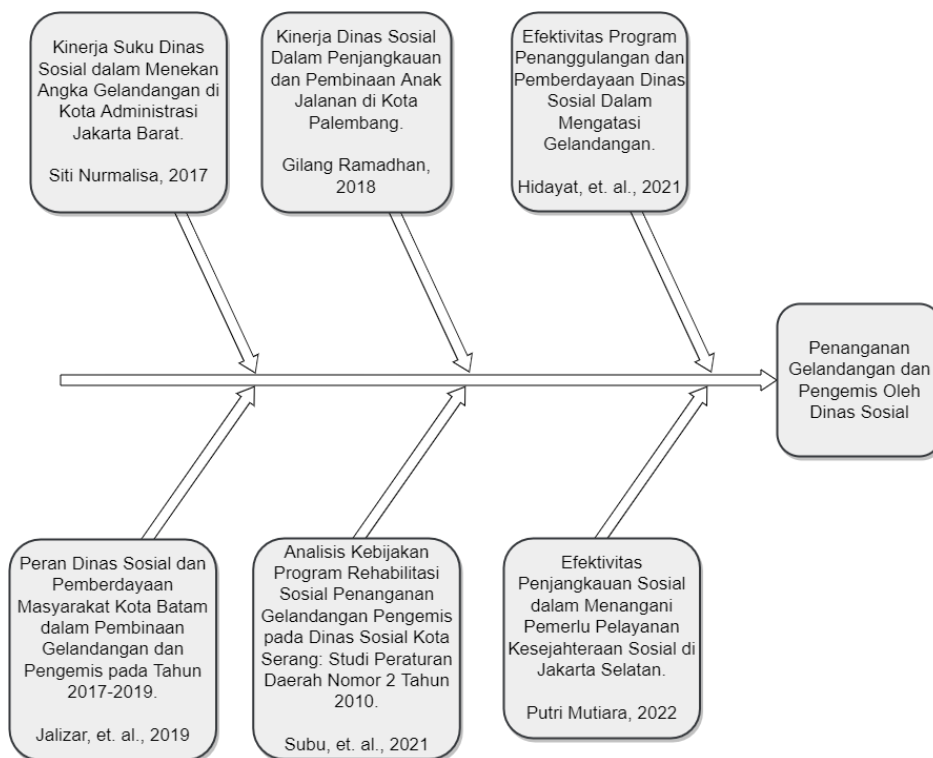 Kinerja Suku Dinas
Sosial dalam Menekan
Angka Gelandangan di
Kota Administrasi
Jakarta Barat.
Siti Nurmalisa, 2017
Kinerja Dinas Sosial
Dalam Penjangkauan
dan Pembinaan Anak
Jalanan di Kota
Palembang.
Gilang Ramadhan,
2018
Efektivitas Program
Penanggulangan dan
Pemberdayaan Dinas
Sosial Dalam
Mengatasi
Gelandangan.
Hidayat, et. al., 2021
Penanganan
Gelandangan dan
Pengemis Oleh
Dinas Sosial
Peran Dinas Sosial dan
Pemberdayaan
Masyarakat Kota Batam
dalam Pembinaan
Gelandangan dan
Pengemis pada Tahun
2017-2019.
Jalizar, et. al., 2019
Analisis Kebijakan
Program Rehabilitasi
Sosial Penanganan
Gelandangan Pengemis
pada Dinas Sosial Kota
Serang: Studi Peraturan
Daerah Nomor 2 Tahun
2010.
Subu, et. al., 2021
Efektivitas
Penjangkauan Sosial
dalam Menangani
Pemerlu Pelayanan
Kesejahteraan Sosial di
Jakarta Selatan.
Putri Mutiara, 2022